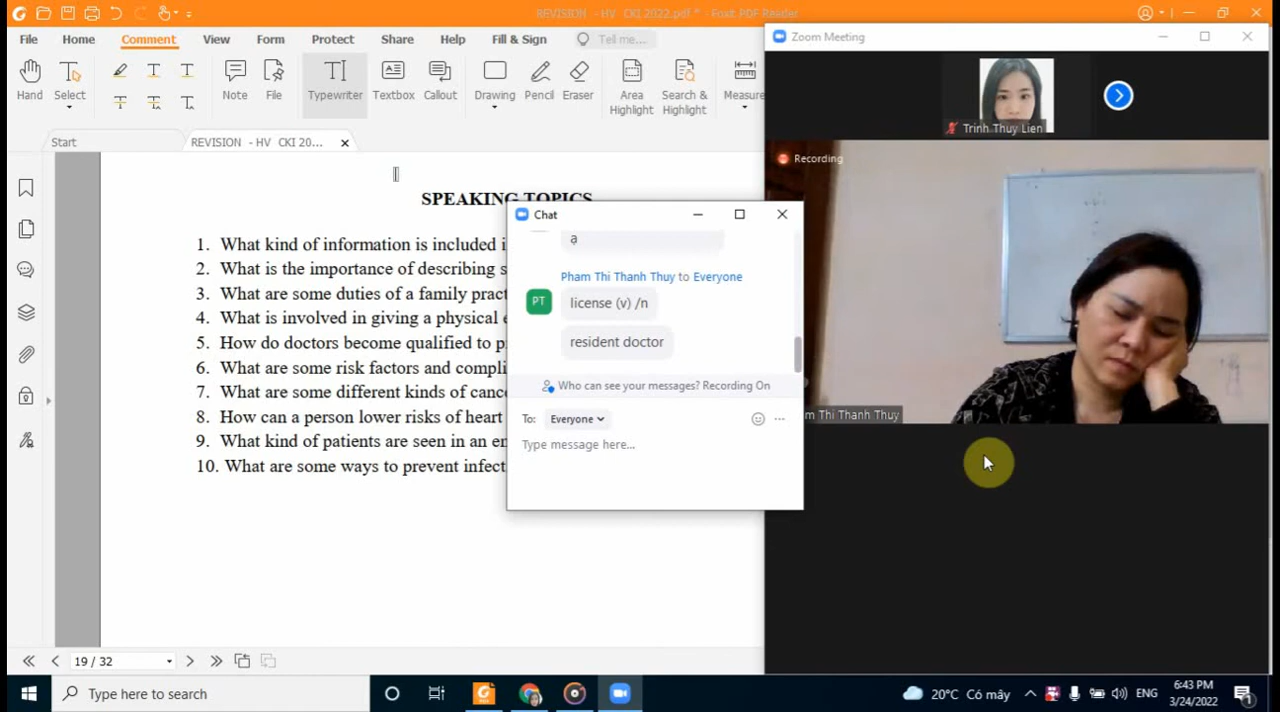 REVISION - HV CKI 2022.pdf * - Foxit PDF Reader
File Home Comment View Form Protect Share Help Fill & Sign Tell me...
Hand Select Note File Typewriter Textbox Callout Drawing Pencil Eraser Area Highlight Search & Highlight Measure
Start REVISION - HV CKI 20...
SPEAKING TOPICS
1. What kind of information is included i
2. What is the importance of describing s
3. What are some duties of a family pract
4. What is involved in giving a physical e
5. How do doctors become qualified to p
6. What are some risk factors and compli
7. What are some different kinds of cance
8. How can a person lower risks of heart
9. What kind of patients are seen in an en
10. What are some ways to prevent infect
19 / 32
Chat
ạ
Pham Thi Thanh Thuy to Everyone
PT
license (v) /n
resident doctor
Who can see your messages? Recording On
To: Everyone
Type message here...
Zoom Meeting
Trinh Thuy Lien
Recording
m Thi Thanh Thuy
Type here to search
20°C Có mây
ENG
6:43 PM
3/24/2022
1